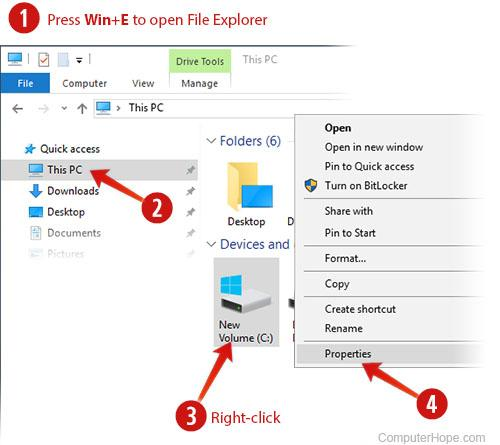 1 Press Win+E to open File Explorer
Drive Tools
This PC
File
Computer
View
Manage
This PC
Quick access
This PC
Downloads
Desktop
Documents
Pictures
2
Folders (6)
Desktop
Devices and
New
Volume (C:)
3 Right-click
Open
Open in new window
Pin to Quick access
Turn on BitLocker
Share with
Pin to Start
Format...
Copy
Create shortcut
Rename
Properties
4
ComputerHope.com